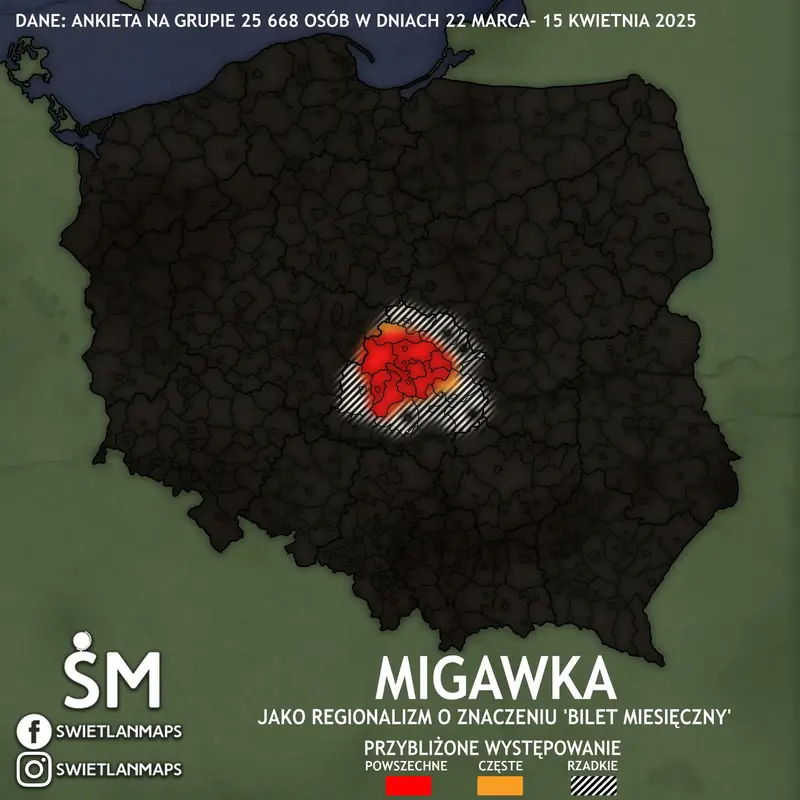 DANE: ANKIETA NA GRUPIE 25 668 OSÓB W DNIACH 22 MARCA- 15 KWIETNIA 2025
ŚM
SWIETLANMAPS
SWIETLANMAPS
MIGAWKA
JAKO REGIONALIZM O ZNACZENIU 'BILET MIESIĘCZNY'
PRZYBLIŻONE WYSTĘPOWANIE
POWSZECHNE CZĘSTE RZADKIE